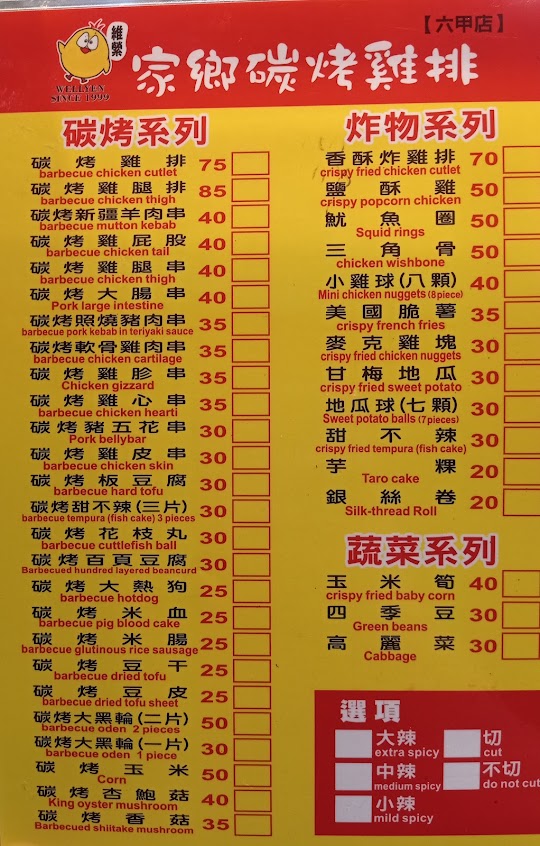 【六甲店】
維縈
WELLYEN
SINCE 1999
家鄉碳烤雞排
碳烤系列
碳烤雞排 75
barbecue chicken cutlet
碳烤雞腿排 85
barbecue chicken thigh
碳烤新疆羊肉串 40
barbecue mutton kebab
碳烤雞屁股 40
barbecue chicken tail
碳烤雞腿串 40
barbecue chicken thigh
碳烤大腸串 40
Pork large intestine
碳烤照燒豬肉串 35
barbecue pork kebab in teriyaki sauce
碳烤軟骨雞肉串 35
barbecue chicken cartilage
碳烤雞胗串 35
Chicken gizzard
碳烤雞心串 35
barbecue chicken hearti
碳烤豬五花串 30
Pork bellybar
碳烤雞皮串 30
barbecue chicken skin
碳烤板豆腐 30
barbecue hard tofu
碳烤甜不辣(三片) 30
barbecue tempura (fish cake) 3 pieces
碳烤花枝丸 30
barbecue cuttlefish ball
碳烤百頁豆腐 30
Barbecued hundred layered beancurd
碳烤大熱狗 25
barbecue hotdog
碳烤米血 25
barbecue pig blood cake
碳烤米腸 25
barbecue glutinous rice sausage
碳烤豆干 25
barbecue dried tofu
碳烤豆皮 25
barbecue dried tofu sheet
碳烤大黑輪(二片) 50
barbecue oden 2 pieces
碳烤大黑輪(一片) 30
barbecue oden 1 piece
碳烤玉米 50
Corn
碳烤杏鮑菇 40
King oyster mushroom
碳烤香菇 35
Barbecued shiitake mushroom
炸物系列
香酥炸雞排 70
crispy fried chicken cutlet
鹽酥雞 50
crispy popcorn chicken
魷魚圈 50
Squid rings
三角骨 50
chicken wishbone
小雞球(八顆) 40
Mini chicken nuggets (8 piece)
美國脆薯 35
crispy french fries
麥克雞塊 30
crispy fried chicken nuggets
甘梅地瓜 30
crispy fried sweet potato
地瓜球(七顆) 30
Sweet potato balls (7 pieces)
甜不辣 30
crispy fried tempura (fish cake)
芋粿 20
Taro cake
銀絲卷 20
Silk-thread Roll
蔬菜系列
玉米筍 40
crispy fried baby corn
四季豆 30
Green beans
高麗菜 30
Cabbage
選項
大辣
extra spicy
切
cut
中辣
medium spicy
不切
do not cut
小辣
mild spicy